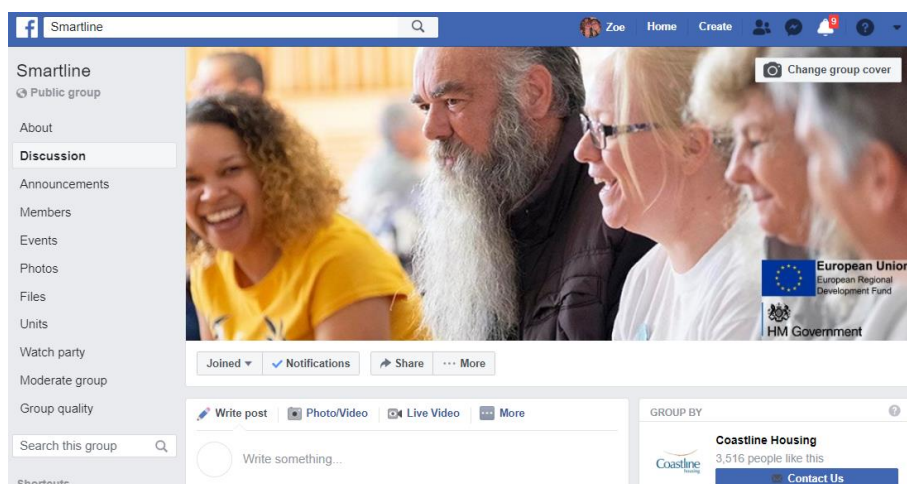 f Smartline Zoe Home Create 9 ?
Smartline
Public group
About
Discussion
Announcements
Members
Events
Photos
Files
Units
Watch party
Moderate group
Group quality
Search this group
Shortcuts
Change group cover
European Union
European Regional
Development Fund
HM Government
Joined Notifications Share ... More
Write post Photo/Video Live Video More
Write something...
GROUP BY ?
Coastline
Housing
Coastline Housing
3,516 people like this
Contact Us